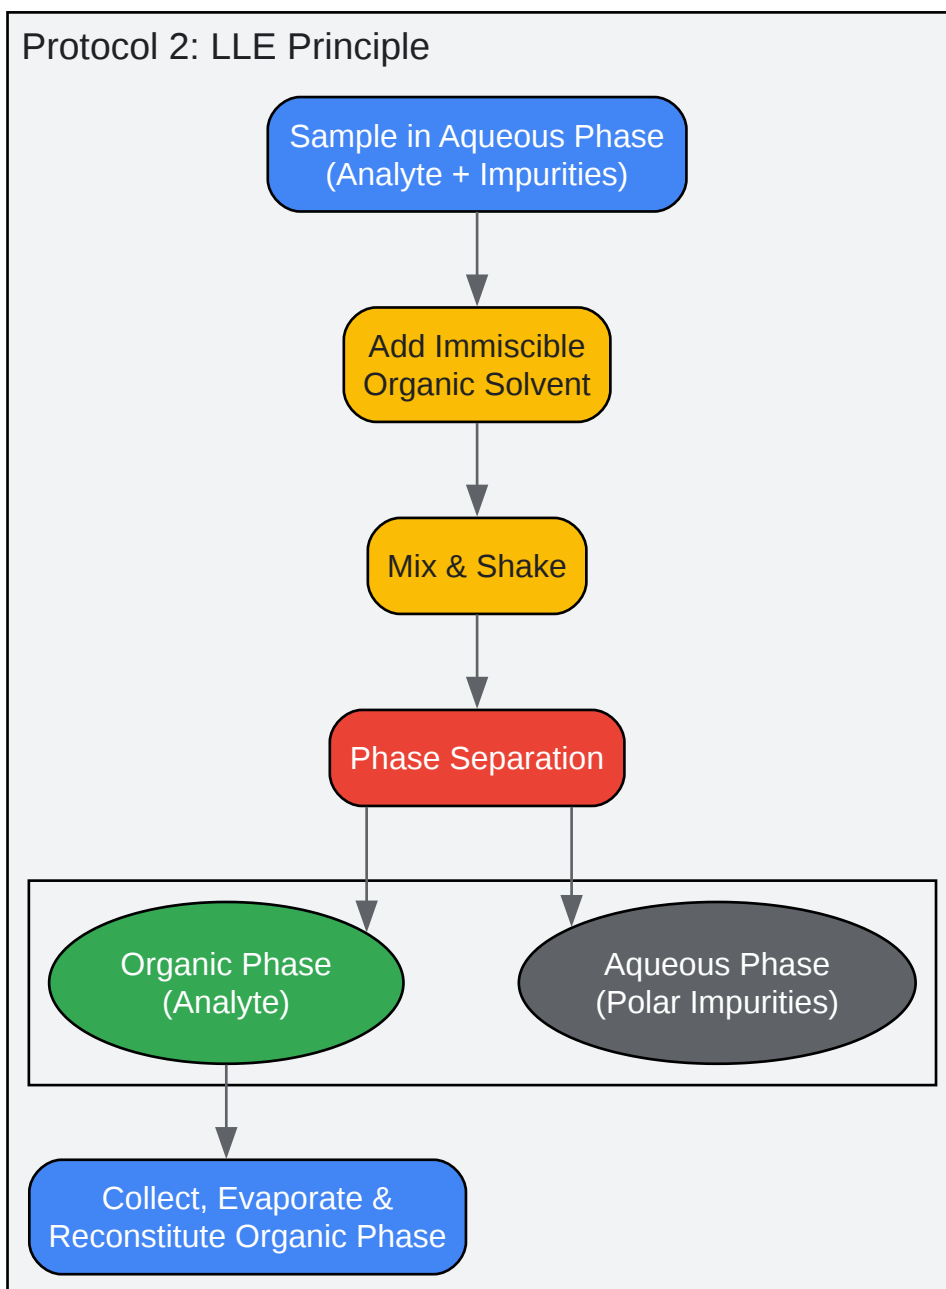 Protocol 2: LLE Principle
Sample in Aqueous Phase
(Analyte + Impurities)
Add Immiscible
Organic Solvent
Mix & Shake
Phase Separation
Organic Phase
(Analyte)
Aqueous Phase
(Polar Impurities)
Collect, Evaporate &
Reconstitute Organic Phase